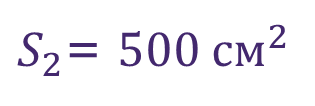 S₂ = 500 см²